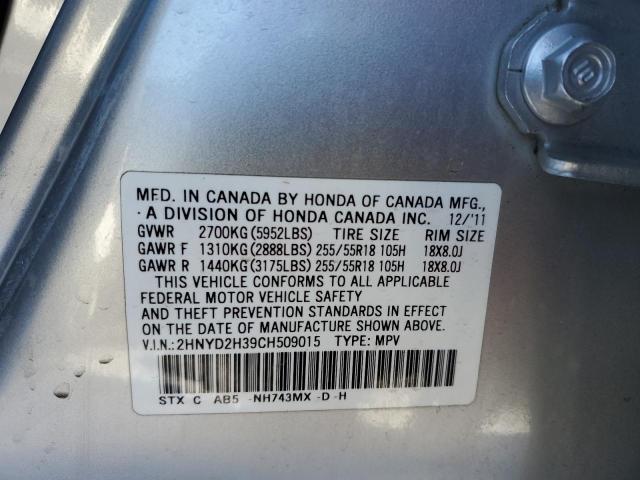 MFD. IN CANADA BY HONDA OF CANADA MFG.,
A DIVISION OF HONDA CANADA INC. 12/'11
GVWR 2700KG(5952LBS) TIRE SIZE RIM SIZE
GAWR F 1310KG(2888LBS) 255/55R18 105H 18X8.0J
GAWR R 1440KG(3175LBS) 255/55R18 105H 18X8.0J
THIS VEHICLE CONFORMS TO ALL APPLICABLE
FEDERAL MOTOR VEHICLE SAFETY
AND THEFT PREVENTION STANDARDS IN EFFECT
ON THE DATE OF MANUFACTURE SHOWN ABOVE.
V.I.N.:2HNYD2H39CH509015 TYPE: MPV
STX C AB5 -NH743MX -D -H